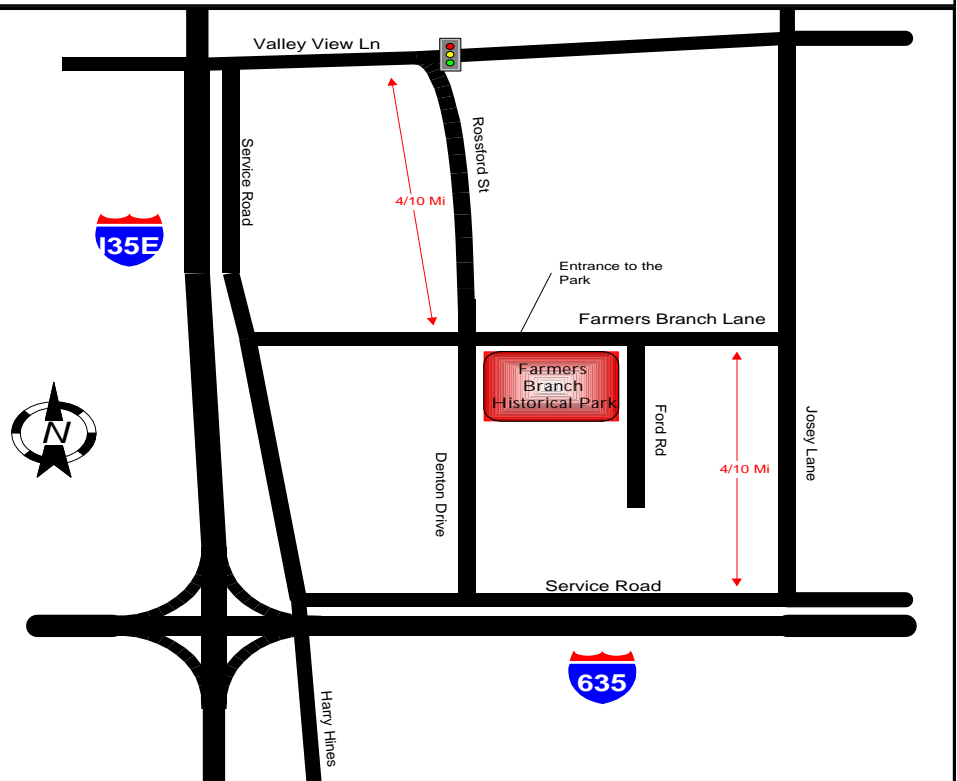 Valley View Ln
Service Road
Rossford St
4/10 Mi
I35E
Entrance to the
Park
Farmers Branch Lane
Farmers
Branch
Historical Park
Ford Rd
Josey Lane
4/10 Mi
N
Denton Drive
Service Road
635
Harry Hines